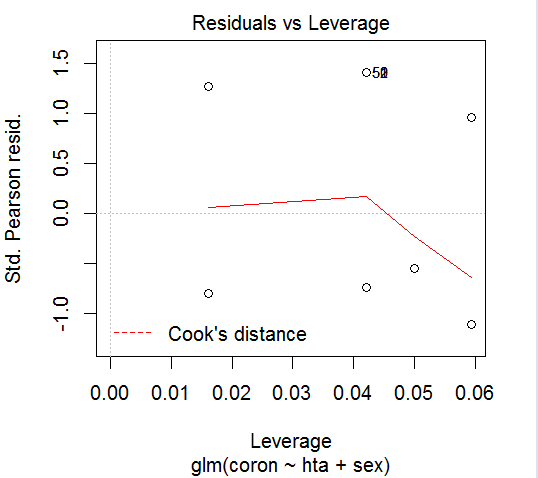 Residuals vs Leverage
Std. Pearson resid.
1.5
1.0
0.5
0.0
-1.0
Cook's distance
0.00
0.01
0.02
0.03
0.04
0.05
0.06
Leverage
glm(coron ~ hta + sex)